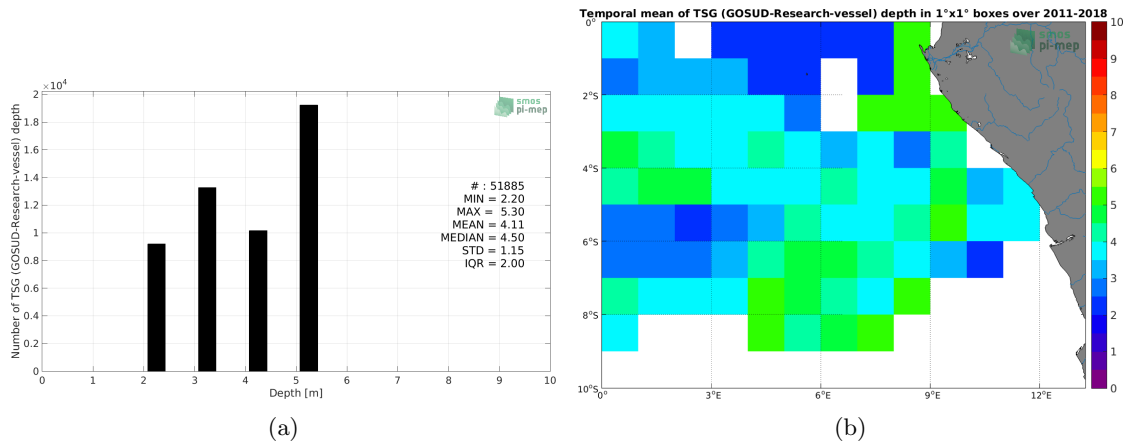 Temporal mean of TSG (GOSUD-Research-vessel) depth in 1°x1° boxes over 2011-2018
×10⁴
Number of TSG (GOSUD-Research-vessel) depth
2
1.8
1.6
1.4
1.2
1
0.8
0.6
0.4
0.2
0
smos
pi-mep
# : 51885
MIN = 2.20
MAX = 5.30
MEAN = 4.11
MEDIAN = 4.50
STD = 1.15
IQR = 2.00
0 1 2 3 4 5 6 7 8 9 10
Depth [m]
(a)
0°
2°S
4°S
6°S
8°S
10°S
0° 3°E 6°E 9°E 12°E
smos
pi-mep
10
9
8
7
6
5
4
3
2
1
0
(b)